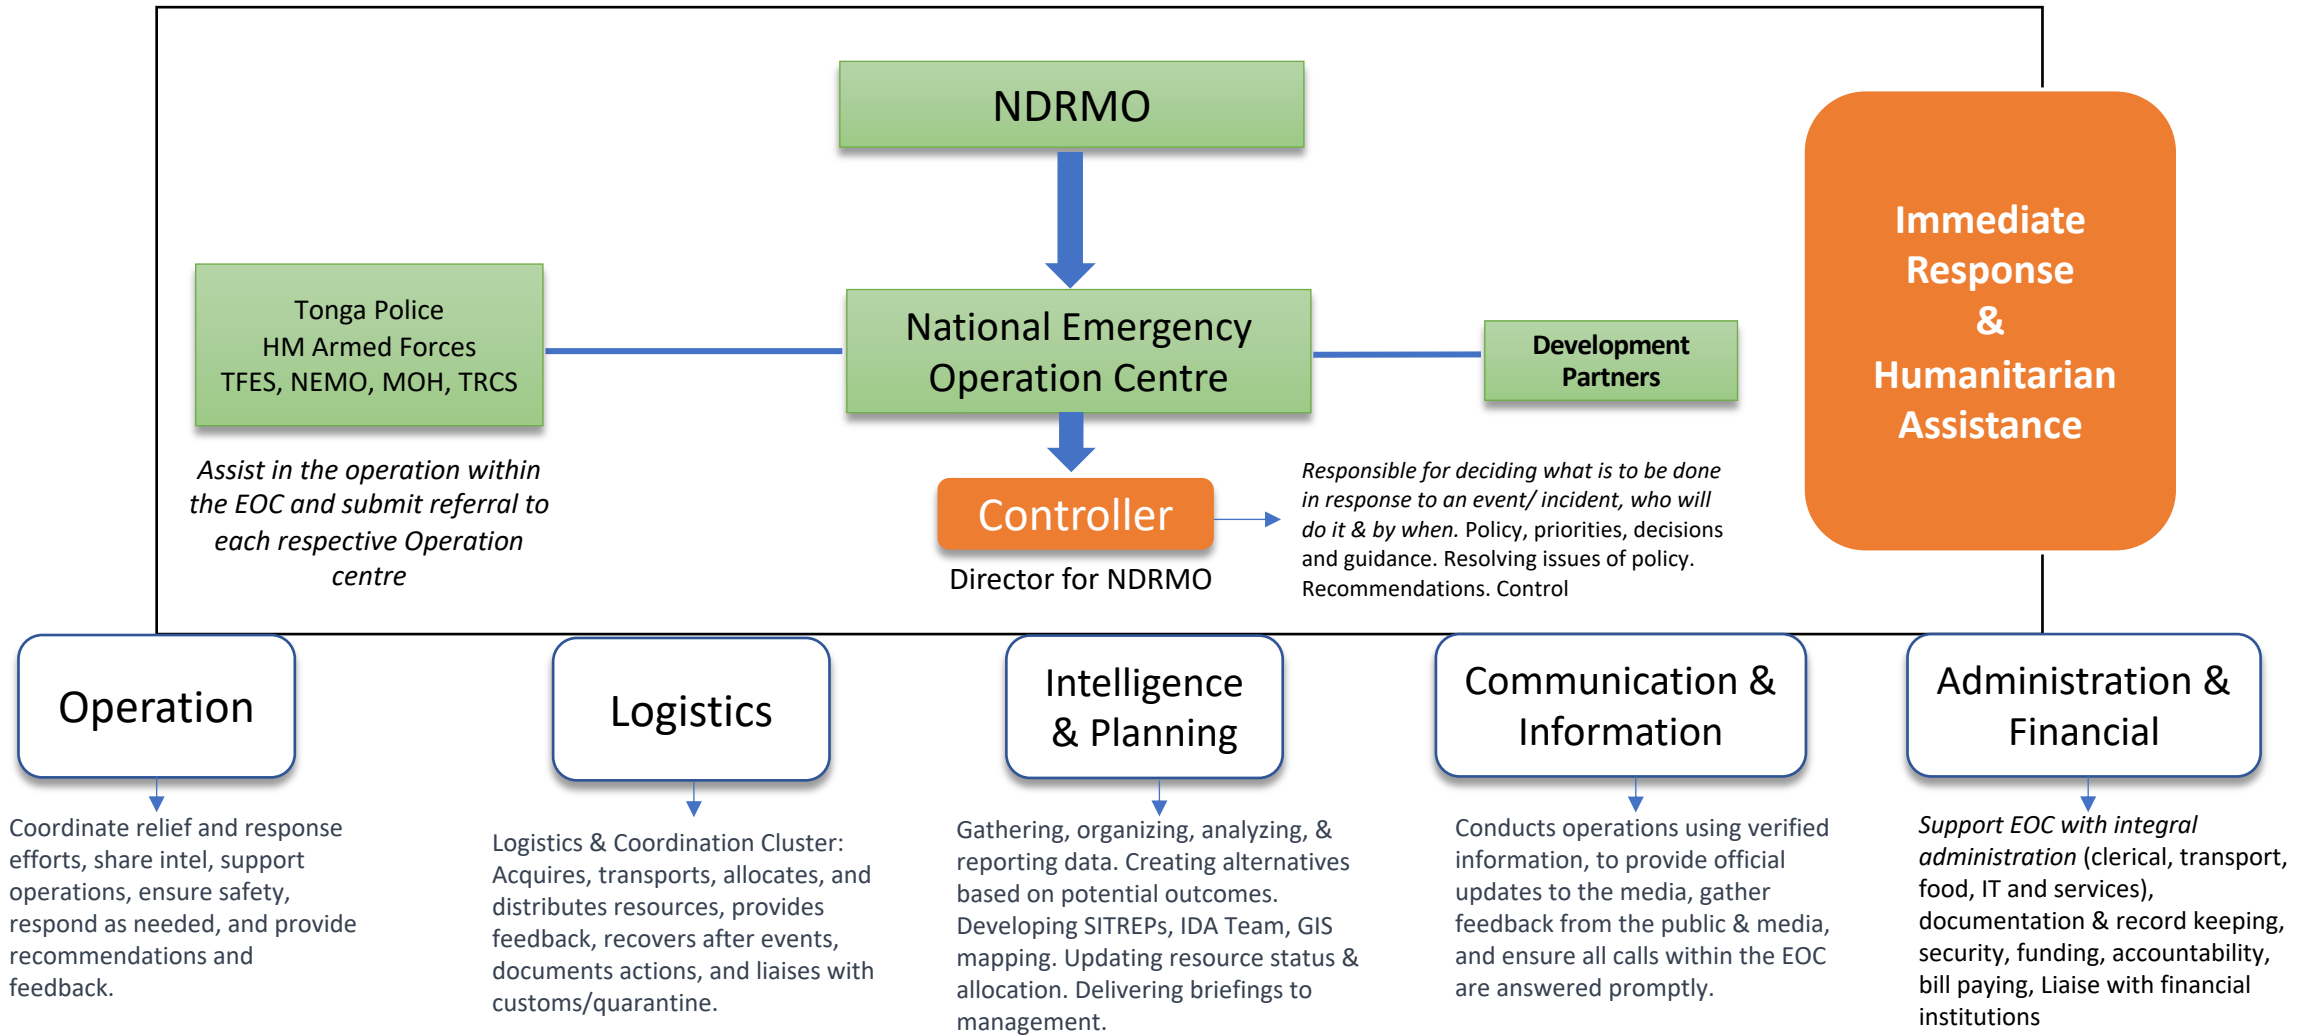 NDRMO
Immediate
Response
&
Humanitarian
Assistance
Tonga Police
HM Armed Forces
TFES, NEMO, MOH, TRCS
National Emergency
Operation Centre
Development
Partners
Assist in the operation within
the EOC and submit referral to
each respective Operation
centre
Controller
Director for NDRMO
Responsible for deciding what is to be done
in response to an event/ incident, who will
do it & by when. Policy, priorities, decisions
and guidance. Resolving issues of policy.
Recommendations. Control
Operation
Logistics
Intelligence
& Planning
Communication &
Information
Administration &
Financial
Coordinate relief and response
efforts, share intel, support
operations, ensure safety,
respond as needed, and provide
recommendations and
feedback.
Logistics & Coordination Cluster:
Acquires, transports, allocates, and
distributes resources, provides
feedback, recovers after events,
documents actions, and liaises with
customs/quarantine.
Gathering, organizing, analyzing, &
reporting data. Creating alternatives
based on potential outcomes.
Developing SITREPs, IDA Team, GIS
mapping. Updating resource status &
allocation. Delivering briefings to
management.
Conducts operations using verified
information, to provide official
updates to the media, gather
feedback from the public & media,
and ensure all calls within the EOC
are answered promptly.
Support EOC with integral
administration (clerical, transport,
food, IT and services),
documentation & record keeping,
security, funding, accountability,
bill paying, Liaise with financial
institutions